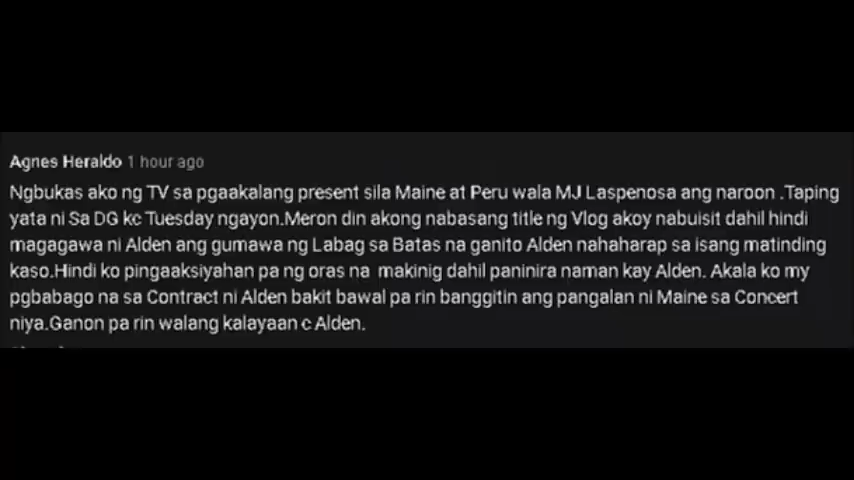 Agnes Heraldo 1 hour ago
Ngbukas ako ng TV sa pgaakalang present sila Maine at Peru wala MJ Laspenosa ang naroon .Taping
yata ni Sa DG kc Tuesday ngayon.Meron din akong nabasang title ng Vlog akoy nabuisit dahil hindi
magagawa ni Alden ang gumawa ng Labag sa Batas na ganito Alden nahaharap sa isang matinding
kaso.Hindi ko pingaaksiyahan pa ng oras na makinig dahil paninira naman kay Alden. Akala ko my
pgbabago na sa Contract ni Alden bakit bawal pa rin banggitin ang pangalan ni Maine sa Concert
niya.Ganon pa rin walang kalayaan c Alden.